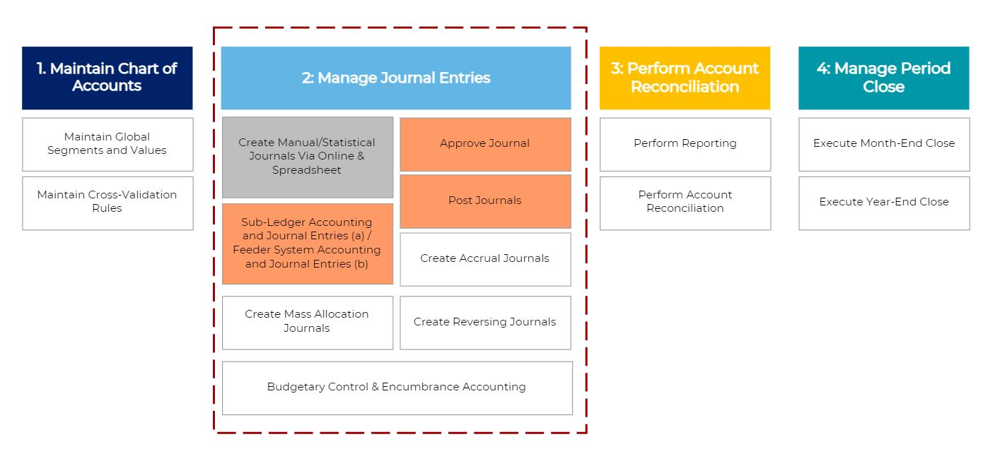 1. Maintain Chart of
Accounts
Maintain Global
Segments and Values
Maintain Cross-Validation
Rules
2: Manage Journal Entries
Create Manual/Statistical
Journals Via Online &
Spreadsheet
Sub-Ledger Accounting
and Journal Entries (a) /
Feeder System Accounting
and Journal Entries (b)
Create Mass Allocation
Journals
Approve Journal
Post Journals
Create Accrual Journals
Create Reversing Journals
Budgetary Control & Encumbrance Accounting
3: Perform Account
Reconciliation
Perform Reporting
Perform Account
Reconciliation
4: Manage Period
Close
Execute Month-End Close
Execute Year-End Close